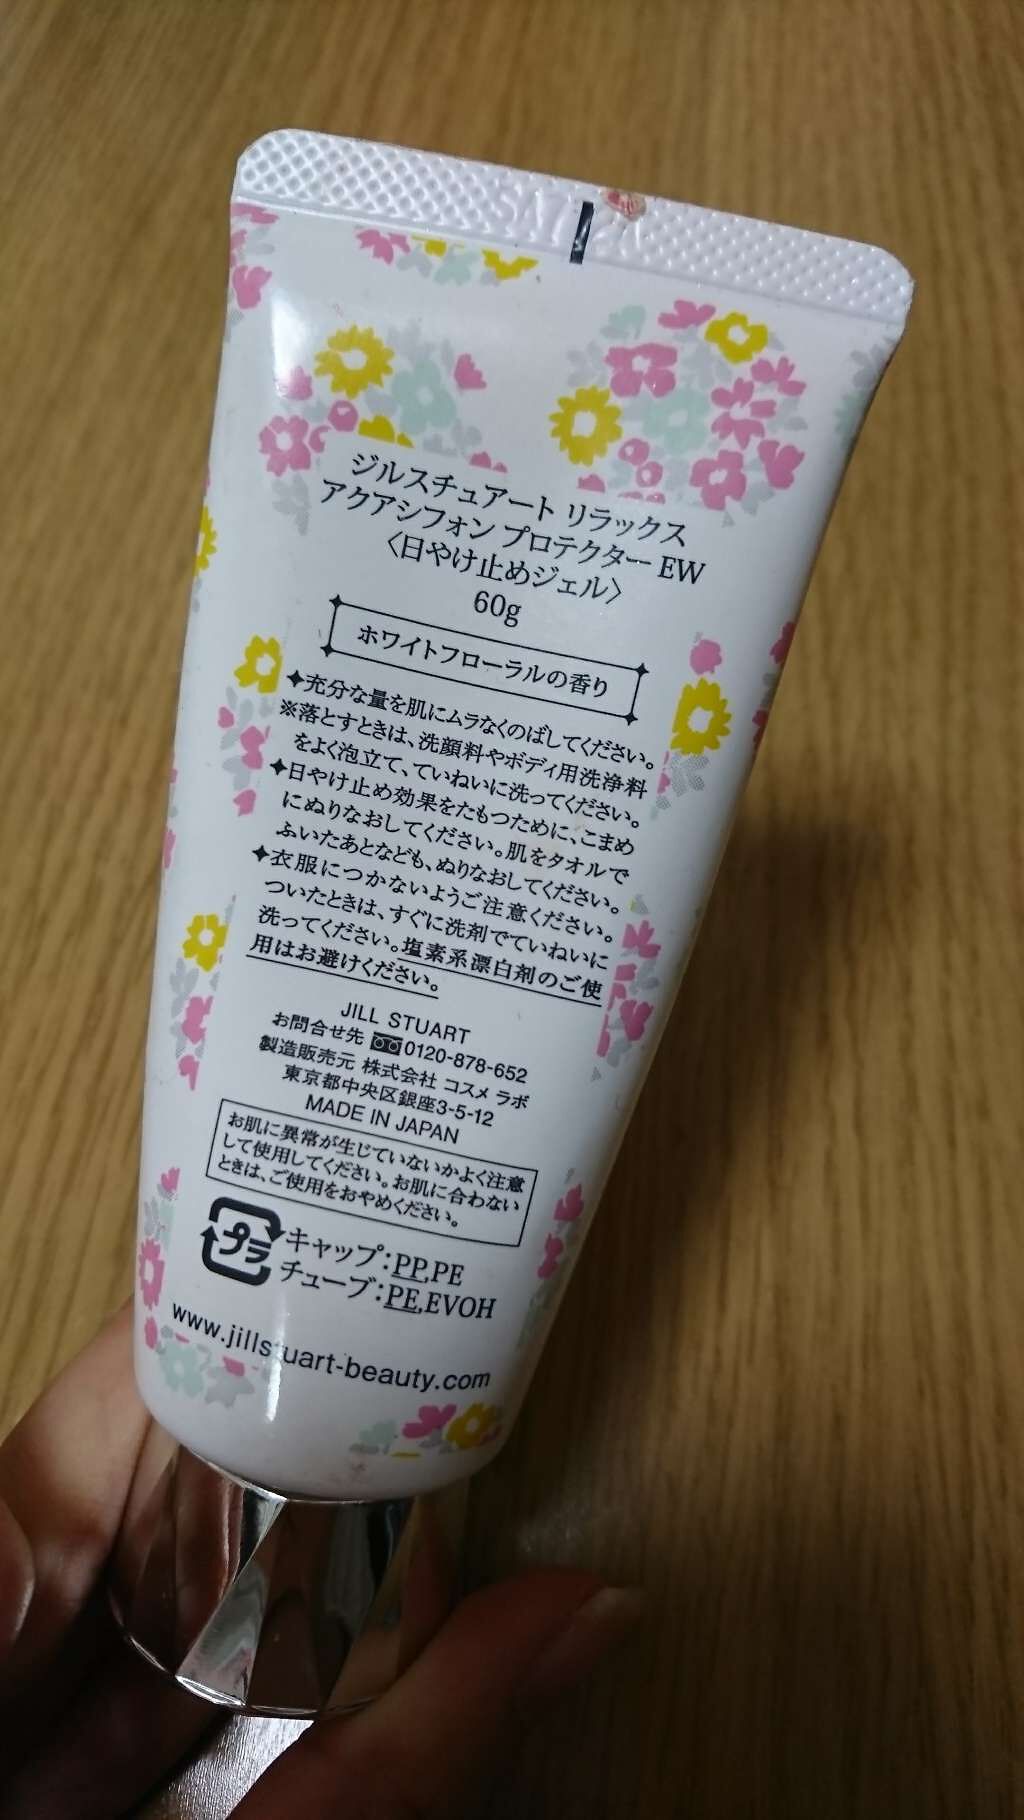 ジルスチュアート リラックス
アクアシフォン プロテクター EW
〈日やけ止めジェル〉
60g
ホワイトフローラルの香り
✦充分な量を肌にムラなくのばしてください。
※落とすときは、洗顔料やボディ用洗浄料
をよく泡立て、ていねいに洗ってください。
✦日やけ止め効果をたもつために、こまめ
にぬりなおしてください。肌をタオルで
ふいたあとなども、ぬりなおしてください。
✦衣服につかないようご注意ください。
ついたときは、すぐに洗剤でていねいに
洗ってください。塩素系漂白剤のご使
用はお避けください。
JILL STUART
お問合せ先 0120-878-652
製造販売元 株式会社 コスメ ラボ
東京都中央区銀座3-5-12
MADE IN JAPAN
お肌に異常が生じていないかよく注意
して使用してください。お肌に合わない
ときは、ご使用をおやめください。
プラ
キャップ：PP,PE
チューブ：PE,EVOH
www.jillstuart-beauty.com